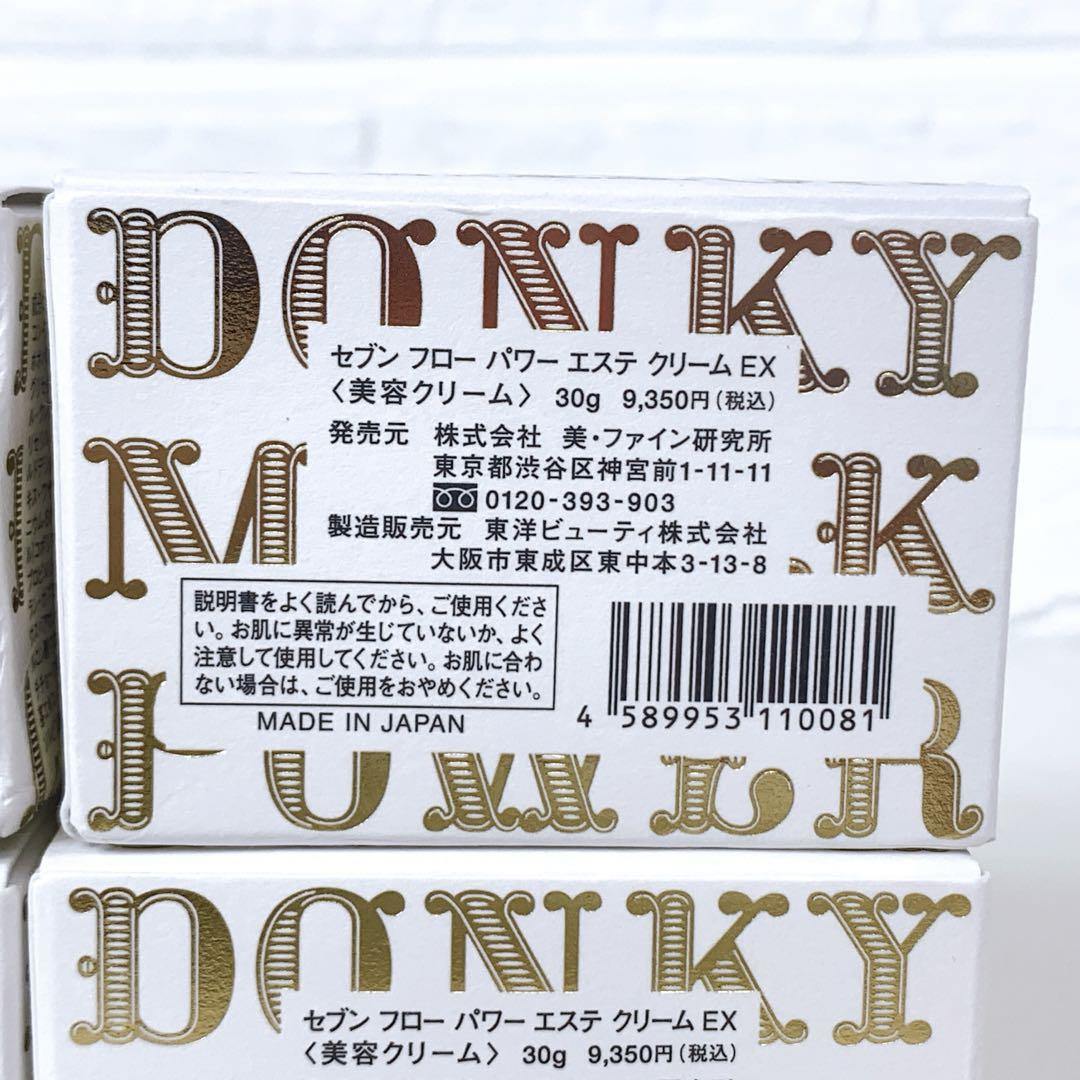 DONKY
セブン フロー パワー エステ クリーム EX
〈美容クリーム〉 30g 9,350円(税込)
発売元 株式会社 美・ファイン研究所
東京都渋谷区神宮前1-11-11
0120-393-903
製造販売元 東洋ビューティ株式会社
大阪市東成区東中本3-13-8
M K
説明書をよく読んでから、ご使用くださ
い。お肌に異常が生じていないか、よく
注意して使用してください。お肌に合わ
ない場合は、ご使用をおやめください。
MADE IN JAPAN
4 589953 110081
POWER
DONKY
セブン フロー パワー エステ クリーム EX
〈美容クリーム〉 30g 9,350円(税込)